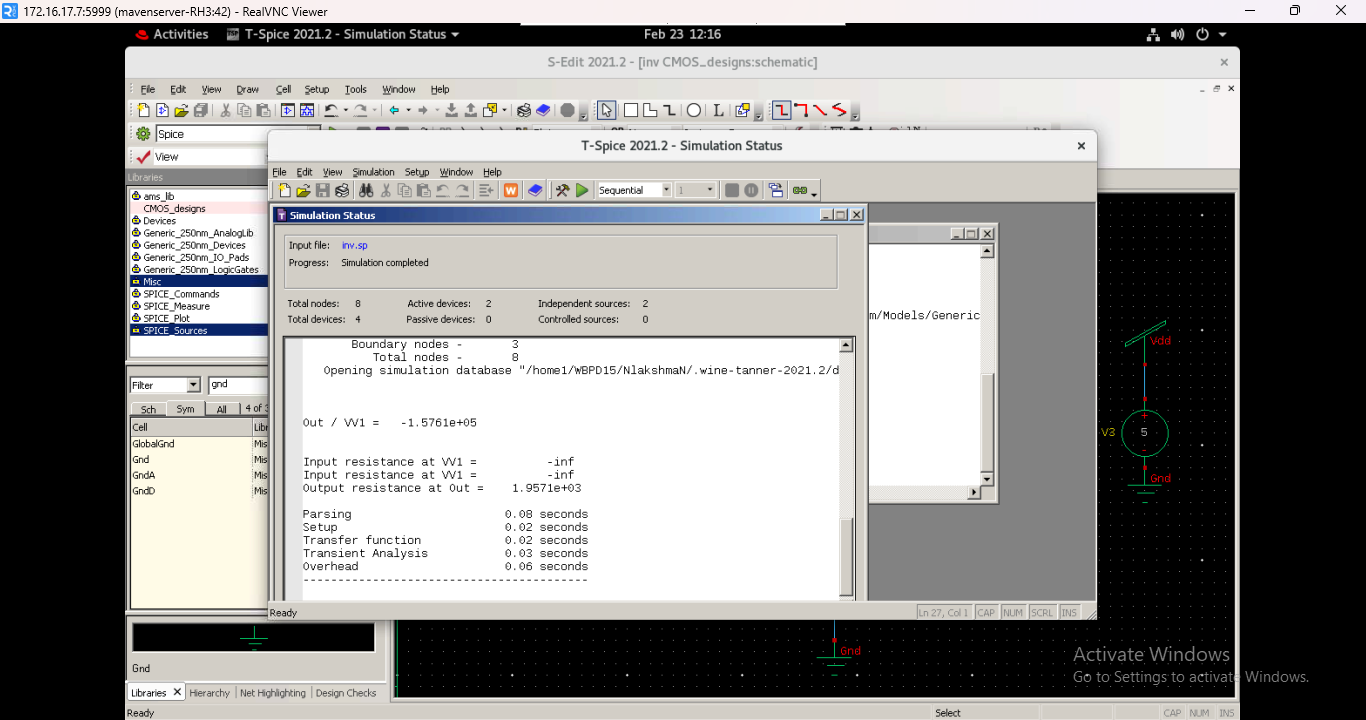 172.16.17.7:5999 (mavenserver-RH3:42) - RealVNC Viewer
Activities
T-Spice 2021.2 - Simulation Status
Feb 23 12:16
S-Edit 2021.2 - [inv CMOS_designs:schematic]
File Edit View Draw Cell Setup Tools Window Help
Spice
View
Libraries
ams_lib
CMOS_designs
Devices
Generic_250nm_AnalogLib
Generic_250nm_Devices
Generic_250nm_IO_Pads
Generic_250nm_LogicGates
Misc
SPICE_Commands
SPICE_Measure
SPICE_Plot
SPICE_Sources
Filter gnd
Sch Sym All 4 of 3
Cell
GlobalGnd Mis
Gnd Mis
GndA Mis
GndD Mis
Gnd
Libraries Hierarchy Net Highlighting Design Checks
Ready
T-Spice 2021.2 - Simulation Status
File Edit View Simulation Setup Window Help
Sequential 1
Simulation Status
Input file: inv.sp
Progress: Simulation completed
Total nodes: 8 Active devices: 2 Independent sources: 2
Total devices: 4 Passive devices: 0 Controlled sources: 0
Boundary nodes - 3
Total nodes - 8
Opening simulation database "/home1/WBPD15/NlakshmaN/.wine-tanner-2021.2/d
Out / VV1 = -1.5761e+05
Input resistance at VV1 = -inf
Input resistance at VV1 = -inf
Output resistance at Out = 1.9571e+03
Parsing 0.08 seconds
Setup 0.02 seconds
Transfer function 0.02 seconds
Transient Analysis 0.03 seconds
Overhead 0.06 seconds
Ready
Ln 27, Col 1 CAP NUM SCRL INS
m/Models/Generic
Vdd
V3 5
Gnd
Gnd
Activate Windows
Go to Settings to activate Windows.
Select
CAP NUM INS